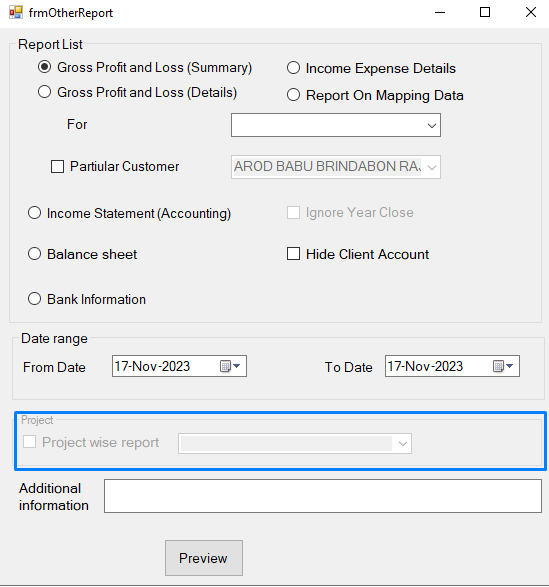 frmOtherReport
Report List
Gross Profit and Loss (Summary)
Income Expense Details
Gross Profit and Loss (Details)
Report On Mapping Data
For
Partiular Customer
AROD BABU BRINDABON RAJ
Income Statement (Accounting)
Ignore Year Close
Balance sheet
Hide Client Account
Bank Information
Date range
From Date
17-Nov-2023
To Date
17-Nov-2023
Project
Project wise report
Additional
information
Preview